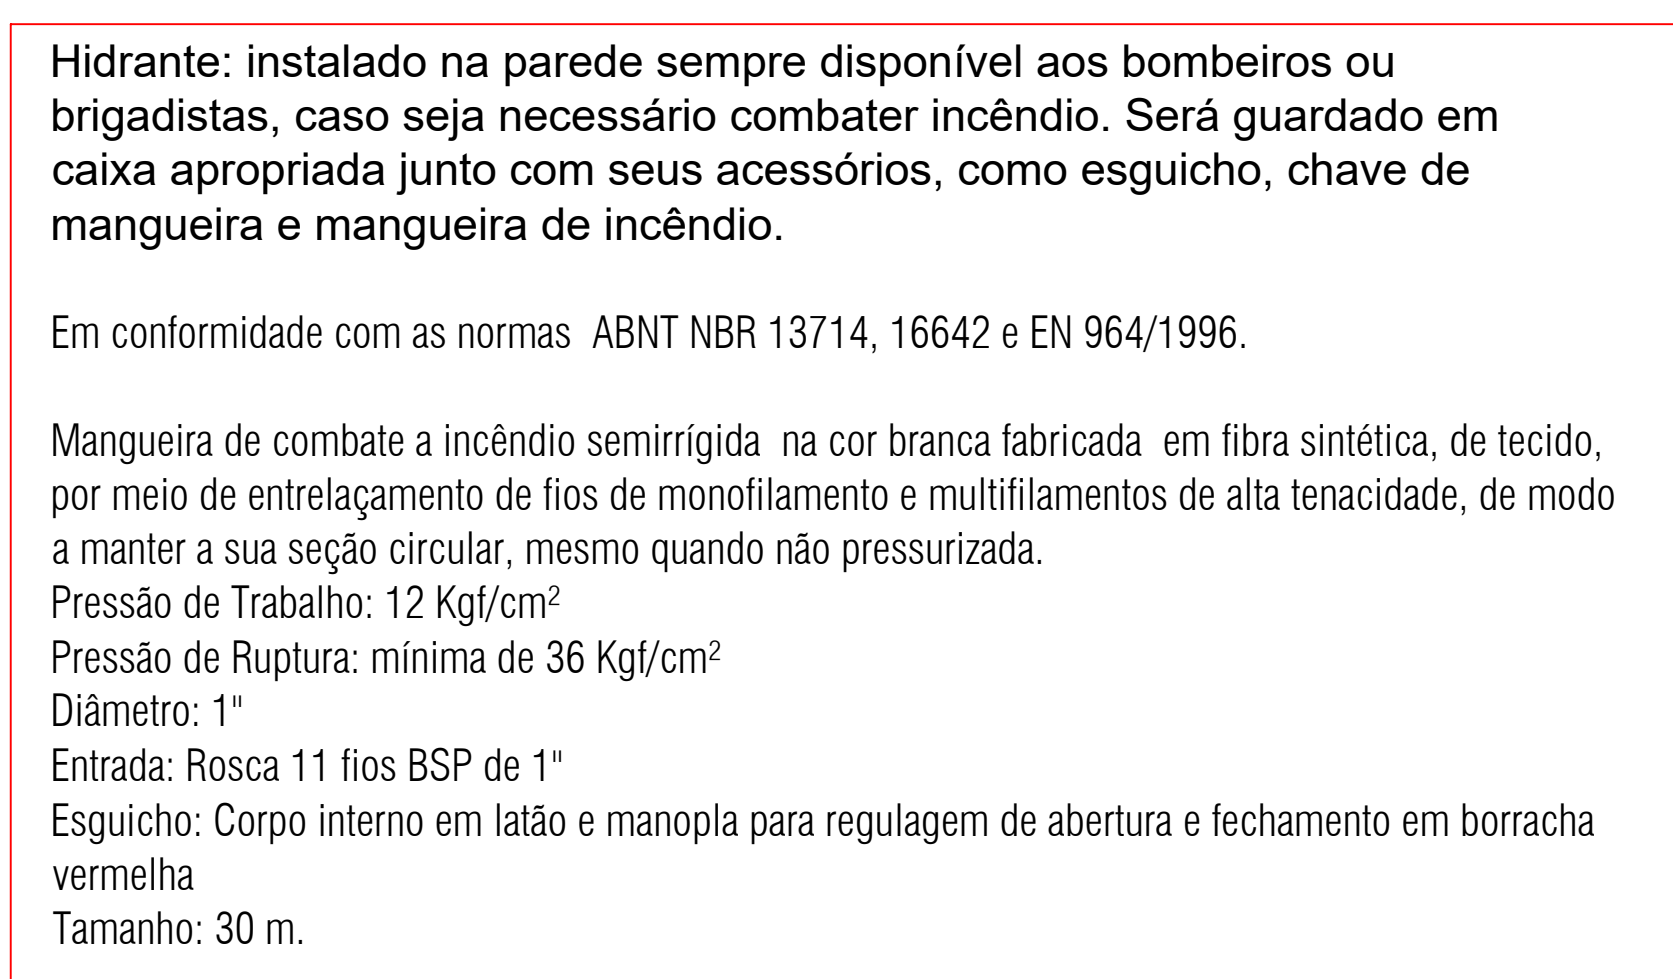 Hidrante: instalado na parede sempre disponível aos bombeiros ou
brigadistas, caso seja necessário combater incêndio. Será guardado em
caixa apropriada junto com seus acessórios, como esguicho, chave de
mangueira e mangueira de incêndio.
Em conformidade com as normas  ABNT NBR 13714, 16642 e EN 964/1996.
Mangueira de combate a incêndio semirrígida  na cor branca fabricada  em fibra sintética, de tecido,
por meio de entrelaçamento de fios de monofilamento e multifilamentos de alta tenacidade, de modo
a manter a sua seção circular, mesmo quando não pressurizada.
Pressão de Trabalho: 12 Kgf/cm²
Pressão de Ruptura: mínima de 36 Kgf/cm²
Diâmetro: 1"
Entrada: Rosca 11 fios BSP de 1"
Esguicho: Corpo interno em latão e manopla para regulagem de abertura e fechamento em borracha
vermelha
Tamanho: 30 m.